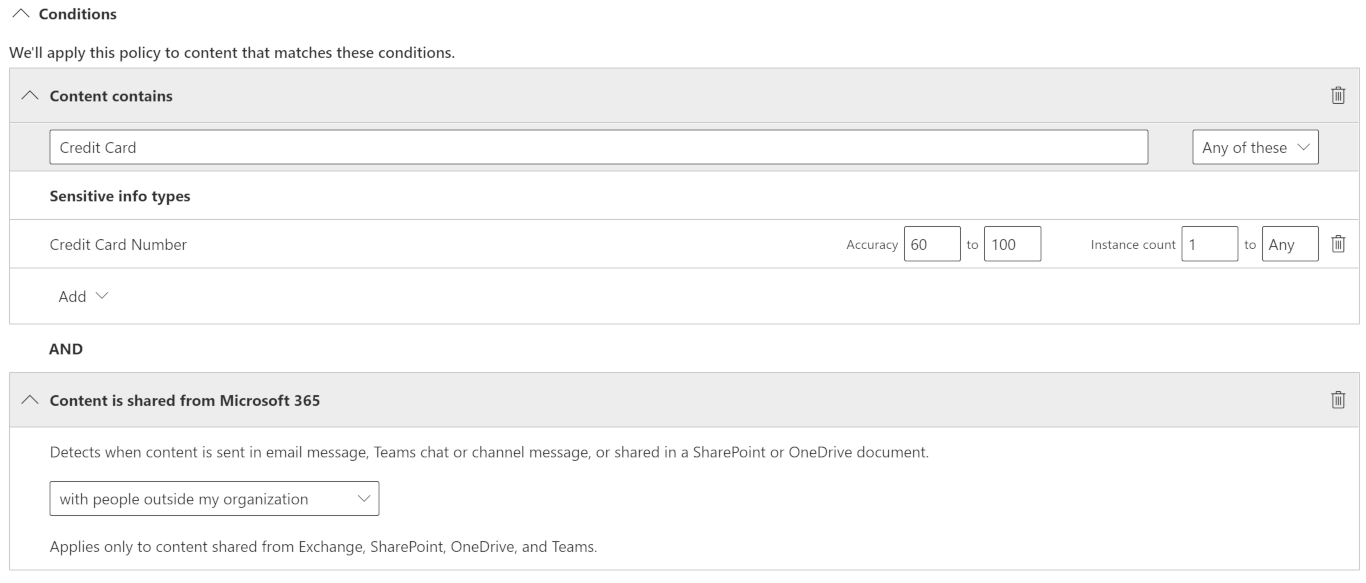 Conditions
We'll apply this policy to content that matches these conditions.
Content contains
Credit Card Any of these
Sensitive info types
Credit Card Number Accuracy 60 to 100 Instance count 1 to Any
Add
AND
Content is shared from Microsoft 365
Detects when content is sent in email message, Teams chat or channel message, or shared in a SharePoint or OneDrive document.
with people outside my organization
Applies only to content shared from Exchange, SharePoint, OneDrive, and Teams.